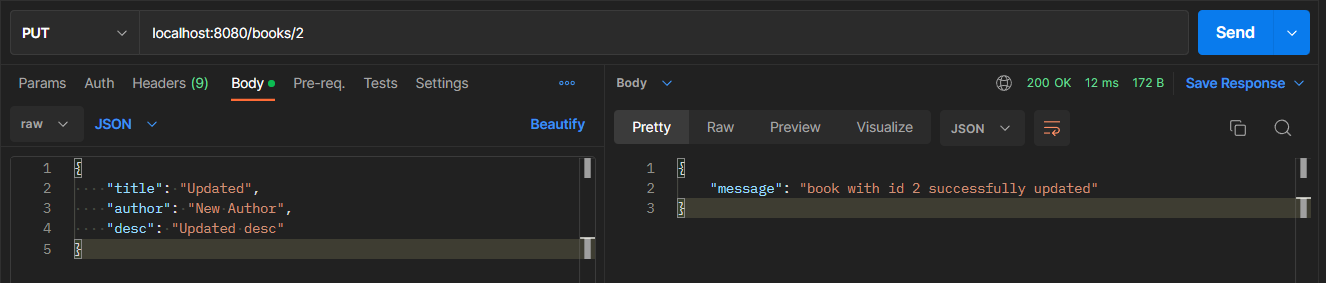 PUT localhost:8080/books/2 Send
Params Auth Headers (9) Body Pre-req. Tests Settings
raw JSON Beautify
1 {
2 "title": "Updated",
3 "author": "New Author",
4 "desc": "Updated desc"
5 }
Body 200 OK 12 ms 172 B Save Response
Pretty Raw Preview Visualize JSON
1 {
2 "message": "book with id 2 successfully updated"
3 }